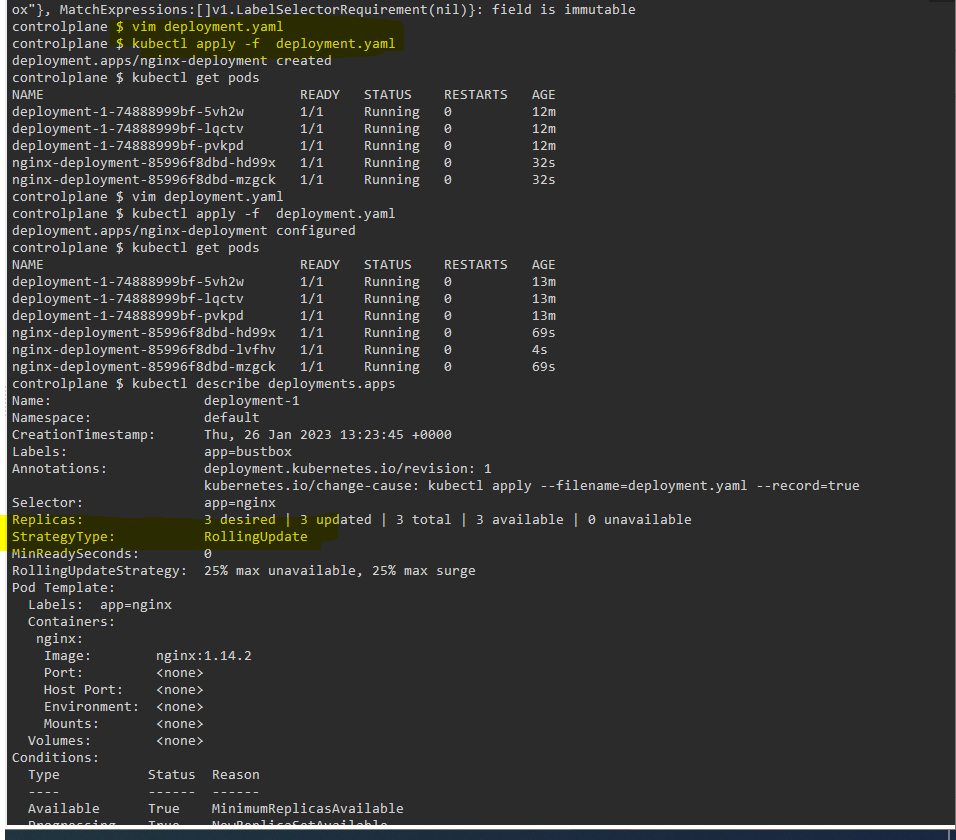 ox"}, MatchExpressions:[]v1.LabelSelectorRequirement(nil)}: field is immutable
controlplane $ vim deployment.yaml
controlplane $ kubectl apply -f  deployment.yaml
deployment.apps/nginx-deployment created
controlplane $ kubectl get pods
NAME                                READY   STATUS    RESTARTS   AGE
deployment-1-74888999bf-5vh2w       1/1     Running   0          12m
deployment-1-74888999bf-lqctv       1/1     Running   0          12m
deployment-1-74888999bf-pvkpd       1/1     Running   0          12m
nginx-deployment-85996f8dbd-hd99x   1/1     Running   0          32s
nginx-deployment-85996f8dbd-mzgck   1/1     Running   0          32s
controlplane $ vim deployment.yaml
controlplane $ kubectl apply -f  deployment.yaml
deployment.apps/nginx-deployment configured
controlplane $ kubectl get pods
NAME                                READY   STATUS    RESTARTS   AGE
deployment-1-74888999bf-5vh2w       1/1     Running   0          13m
deployment-1-74888999bf-lqctv       1/1     Running   0          13m
deployment-1-74888999bf-pvkpd       1/1     Running   0          13m
nginx-deployment-85996f8dbd-hd99x   1/1     Running   0          69s
nginx-deployment-85996f8dbd-lvfhv   1/1     Running   0          4s
nginx-deployment-85996f8dbd-mzgck   1/1     Running   0          69s
controlplane $ kubectl describe deployments.apps
Name:                   deployment-1
Namespace:              default
CreationTimestamp:      Thu, 26 Jan 2023 13:23:45 +0000
Labels:                 app=bustbox
Annotations:            deployment.kubernetes.io/revision: 1
                        kubernetes.io/change-cause: kubectl apply --filename=deployment.yaml --record=true
Selector:               app=nginx
Replicas:               3 desired | 3 updated | 3 total | 3 available | 0 unavailable
StrategyType:           RollingUpdate
MinReadySeconds:        0
RollingUpdateStrategy:  25% max unavailable, 25% max surge
Pod Template:
  Labels:  app=nginx
  Containers:
   nginx:
    Image:        nginx:1.14.2
    Port:         <none>
    Host Port:    <none>
    Environment:  <none>
    Mounts:       <none>
  Volumes:        <none>
Conditions:
  Type           Status  Reason
  ----           ------  ------
  Available      True    MinimumReplicasAvailable
  Progressing    True    NewReplicaSetAvailable